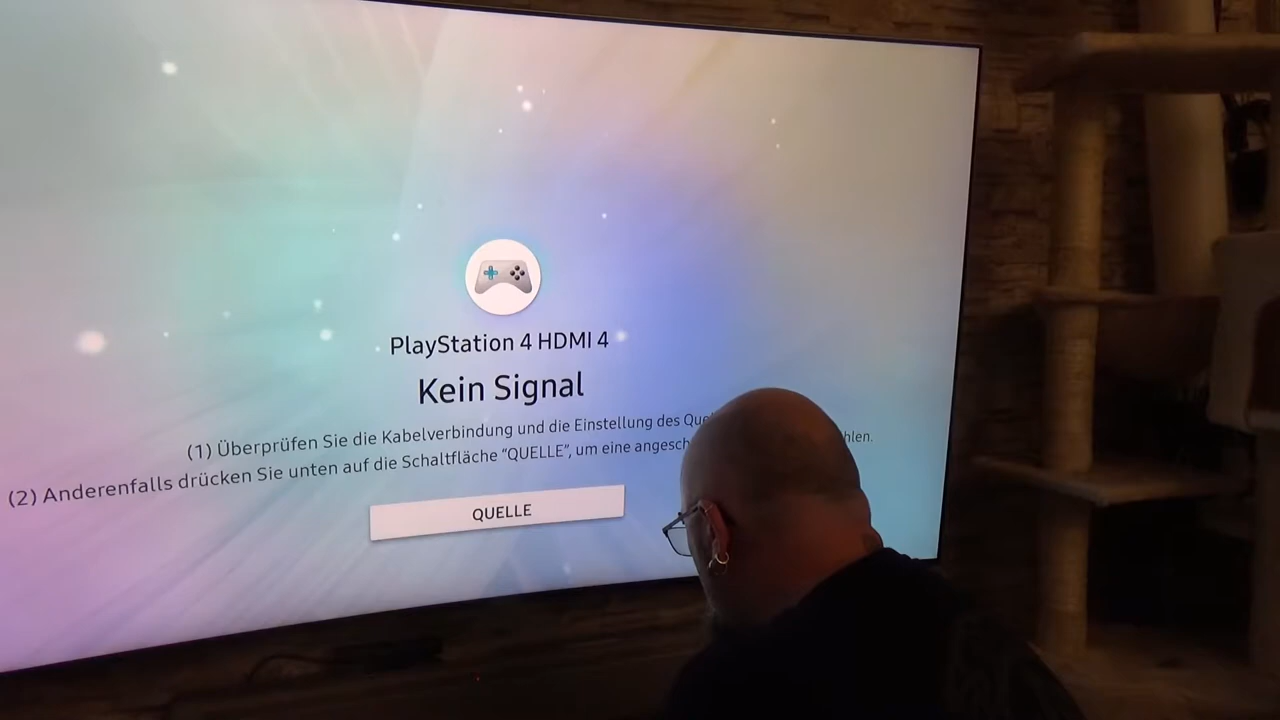 PlayStation 4 HDMI 4
Kein Signal
(1) Überprüfen Sie die Kabelverbindung und die Einstellung des
(2) Anderenfalls drücken Sie unten auf die Schaltfläche "QUELLE”, um eine
QUELLE